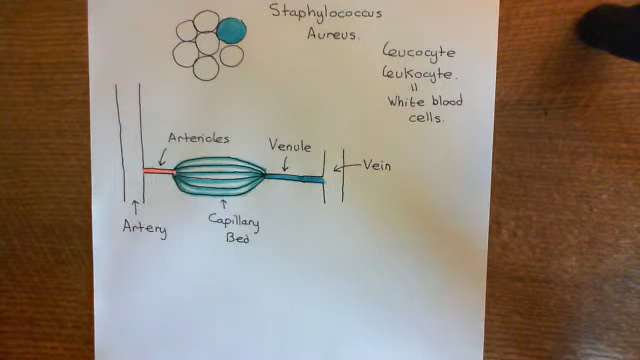 Staphylococcus
Aureus.
Leucocyte
Leukocyte.
"
White blood
cells.
Arterioles
Venule
Vein
Artery
Capillary
Bed